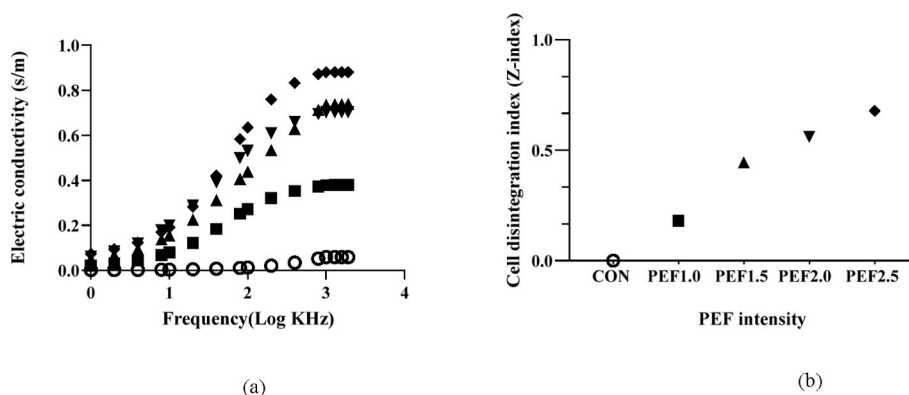 Electric conductivity (s/m)
1.0
0.8
0.6
0.4
0.2
0.0
0 1 2 3 4
Frequency(Log KHz)
(a)
Cell disintegration index (Z-index)
1.0
0.5
0.0
CON PEF1.0 PEF1.5 PEF2.0 PEF2.5
PEF intensity
(b)